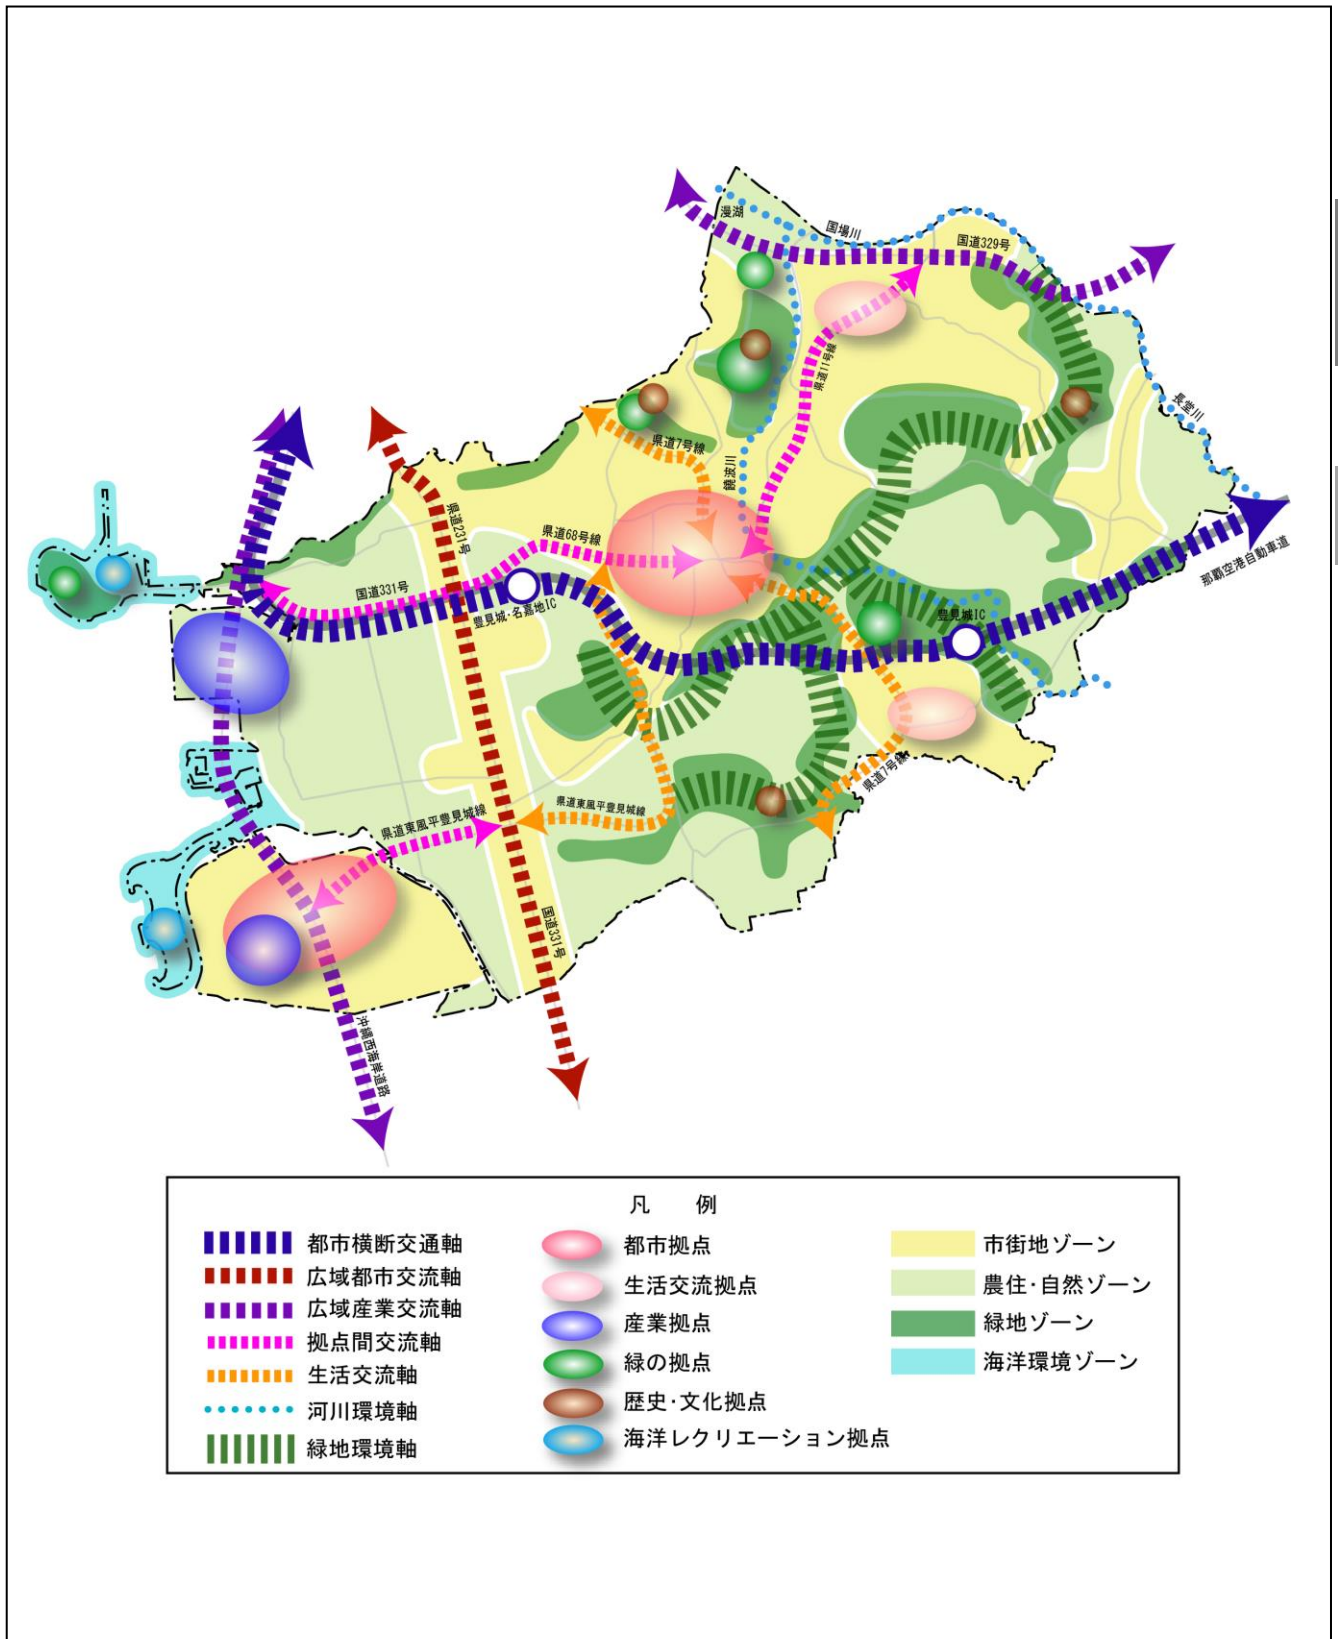 漫湖
国場川
国道329号
県道11号線
長堂川
県道7号線
饒波川
県道231号
県道68号線
国道331号
豊見城・名嘉地IC
豊見城IC
那覇空港自動車道
県道7号線
県道東風平豊見城線
県道東風平豊見城線
国道331号
沖縄西海岸道路
凡　例
都市横断交通軸
広域都市交流軸
広域産業交流軸
拠点間交流軸
生活交流軸
河川環境軸
緑地環境軸
都市拠点
生活交流拠点
産業拠点
緑の拠点
歴史・文化拠点
海洋レクリエーション拠点
市街地ゾーン
農住・自然ゾーン
緑地ゾーン
海洋環境ゾーン